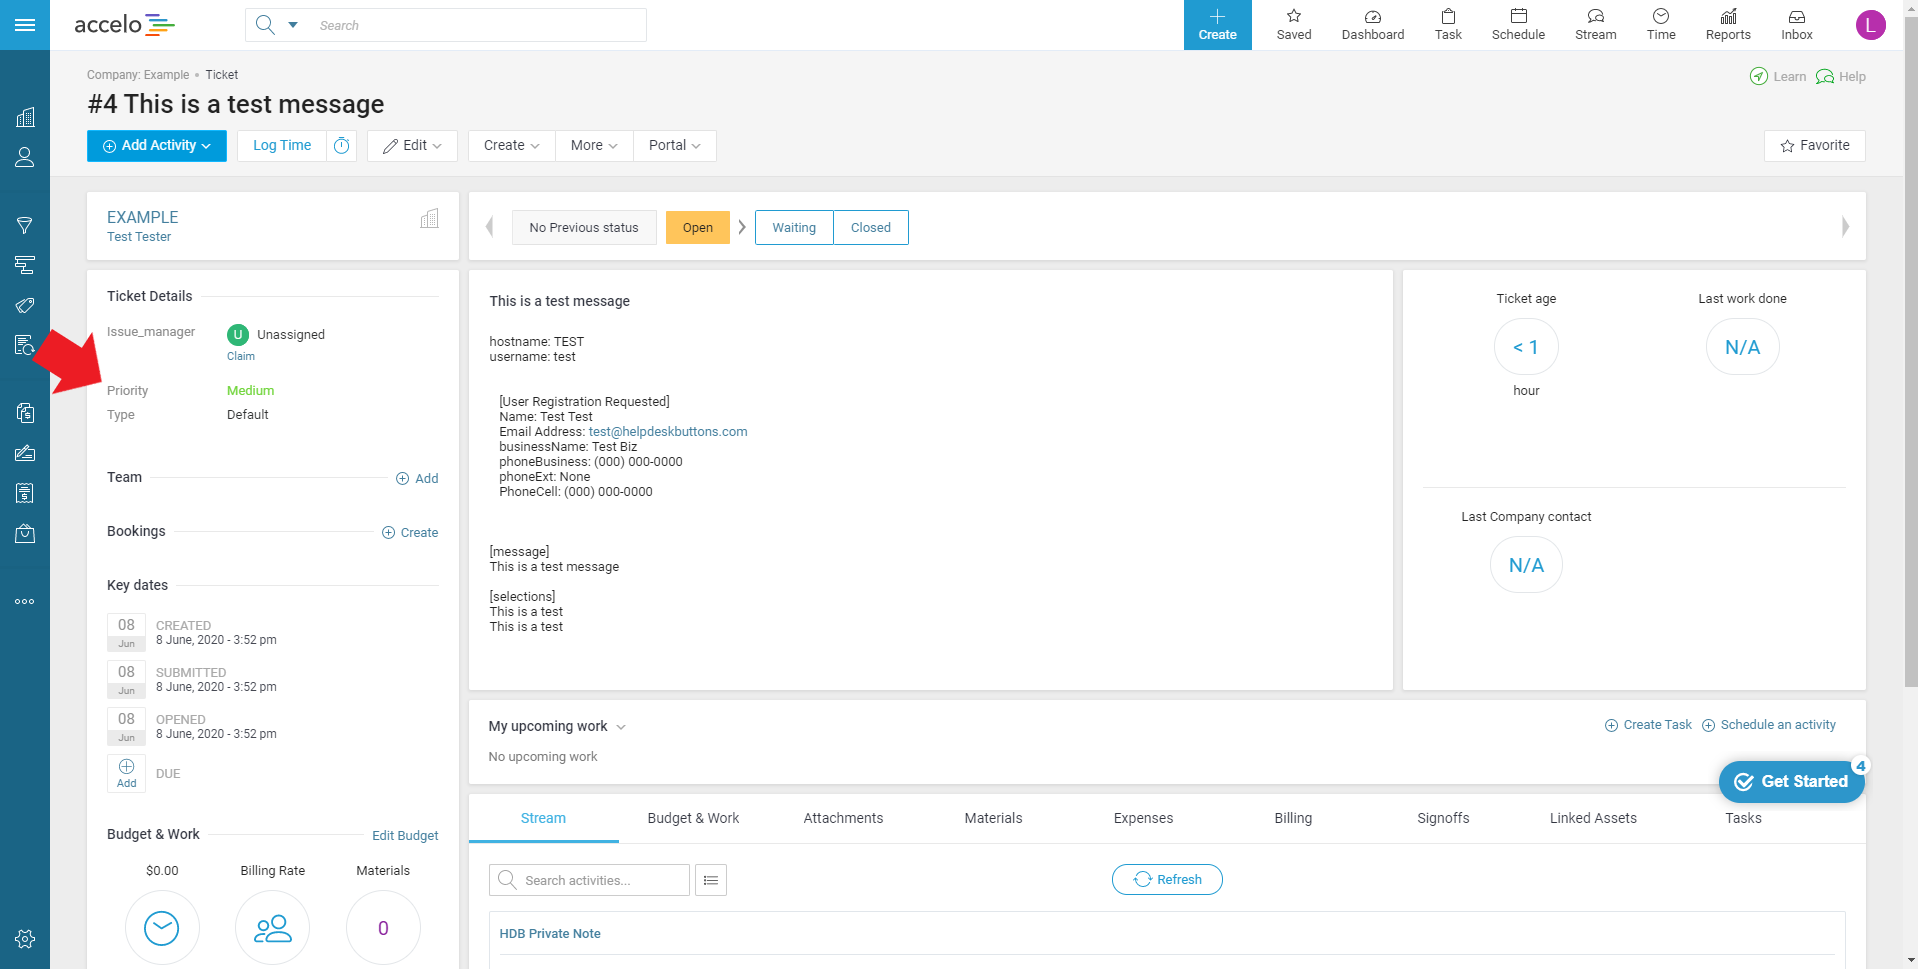 accelo
Search
Create
Saved
Dashboard
Task
Schedule
Stream
Time
Reports
Inbox
L
Company: Example • Ticket
Learn
Help
#4 This is a test message
Add Activity
Log Time
Edit
Create
More
Portal
Favorite
EXAMPLE
Test Tester
No Previous status
Open
Waiting
Closed
Ticket Details
Issue_manager
U
Unassigned
Claim
Priority
Medium
Type
Default
Team
Add
Bookings
Create
Key dates
08
Jun
CREATED
8 June, 2020 - 3:52 pm
08
Jun
SUBMITTED
8 June, 2020 - 3:52 pm
08
Jun
OPENED
8 June, 2020 - 3:52 pm
Add
DUE
Budget & Work
Edit Budget
$0.00
Billing Rate
Materials
0
This is a test message
hostname: TEST
username: test
[User Registration Requested]
Name: Test Test
Email Address: test@helpdeskbuttons.com
businessName: Test Biz
phoneBusiness: (000) 000-0000
phoneExt: None
PhoneCell: (000) 000-0000
[message]
This is a test message
[selections]
This is a test
This is a test
Ticket age
< 1
hour
Last work done
N/A
Last Company contact
N/A
My upcoming work
Create Task
Schedule an activity
No upcoming work
4
Get Started
Stream
Budget & Work
Attachments
Materials
Expenses
Billing
Signoffs
Linked Assets
Tasks
Search activities...
Refresh
HDB Private Note